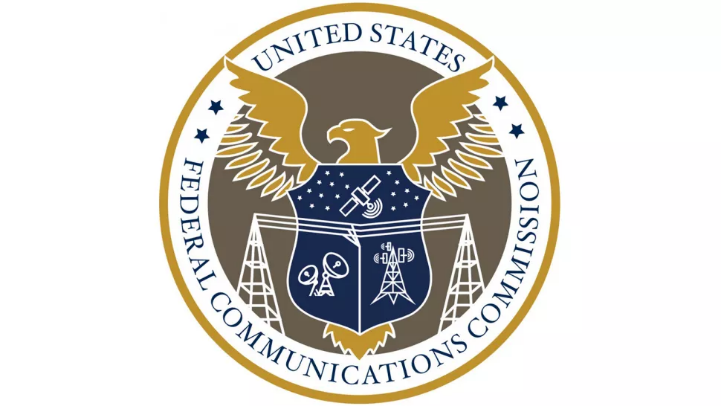 UNITED STATES
FEDERAL COMMUNICATIONS COMMISSION